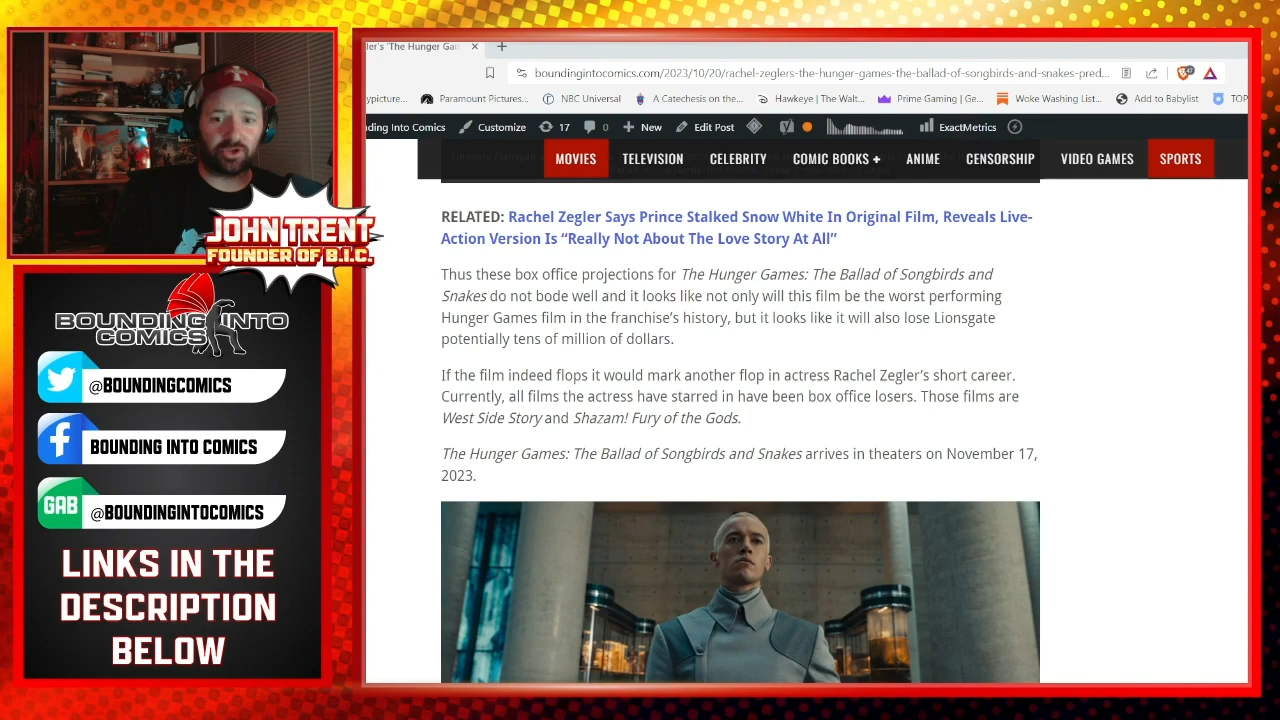 JOHN TRENT
FOUNDER OF B.I.C.
BOUNDING INTO
COMICS
@BOUNDINGCOMICS
BOUNDING INTO COMICS
GAB
@BOUNDINGINTOCOMICS
LINKS IN THE
DESCRIPTION
BELOW
ler's 'The Hunger Gam
boundingintocomics.com/2023/10/20/rachel-zeglers-the-hunger-games-the-ballad-of-songbirds-and-snakes-pred...
ypicture... Paramount Pictures... NBC Universal A Catechesis on the... Hawkeye | The Walt... Prime Gaming | Ge... Woke Washing List... Add to Babylist TOP
ding Into Comics Customize 17 0 New Edit Post ExactMetrics
MOVIES TELEVISION CELEBRITY COMIC BOOKS + ANIME CENSORSHIP VIDEO GAMES SPORTS
RELATED: Rachel Zegler Says Prince Stalked Snow White In Original Film, Reveals Live-
Action Version Is “Really Not About The Love Story At All”
Thus these box office projections for The Hunger Games: The Ballad of Songbirds and
Snakes do not bode well and it looks like not only will this film be the worst performing
Hunger Games film in the franchise’s history, but it looks like it will also lose Lionsgate
potentially tens of million of dollars.
If the film indeed flops it would mark another flop in actress Rachel Zegler’s short career.
Currently, all films the actress have starred in have been box office losers. Those films are
West Side Story and Shazam! Fury of the Gods.
The Hunger Games: The Ballad of Songbirds and Snakes arrives in theaters on November 17,
2023.